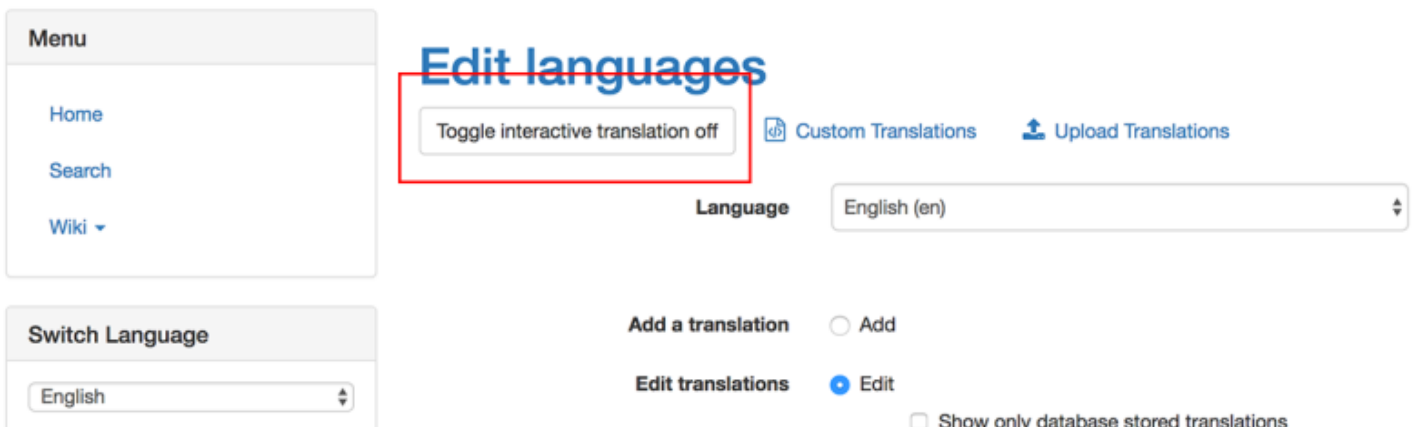 Menu
Home
Search
Wiki
Switch Language
English
Edit languages
Toggle interactive translation off
Custom Translations
Upload Translations
Language
English (en)
Add a translation
Add
Edit translations
Edit
Show only database stored translations